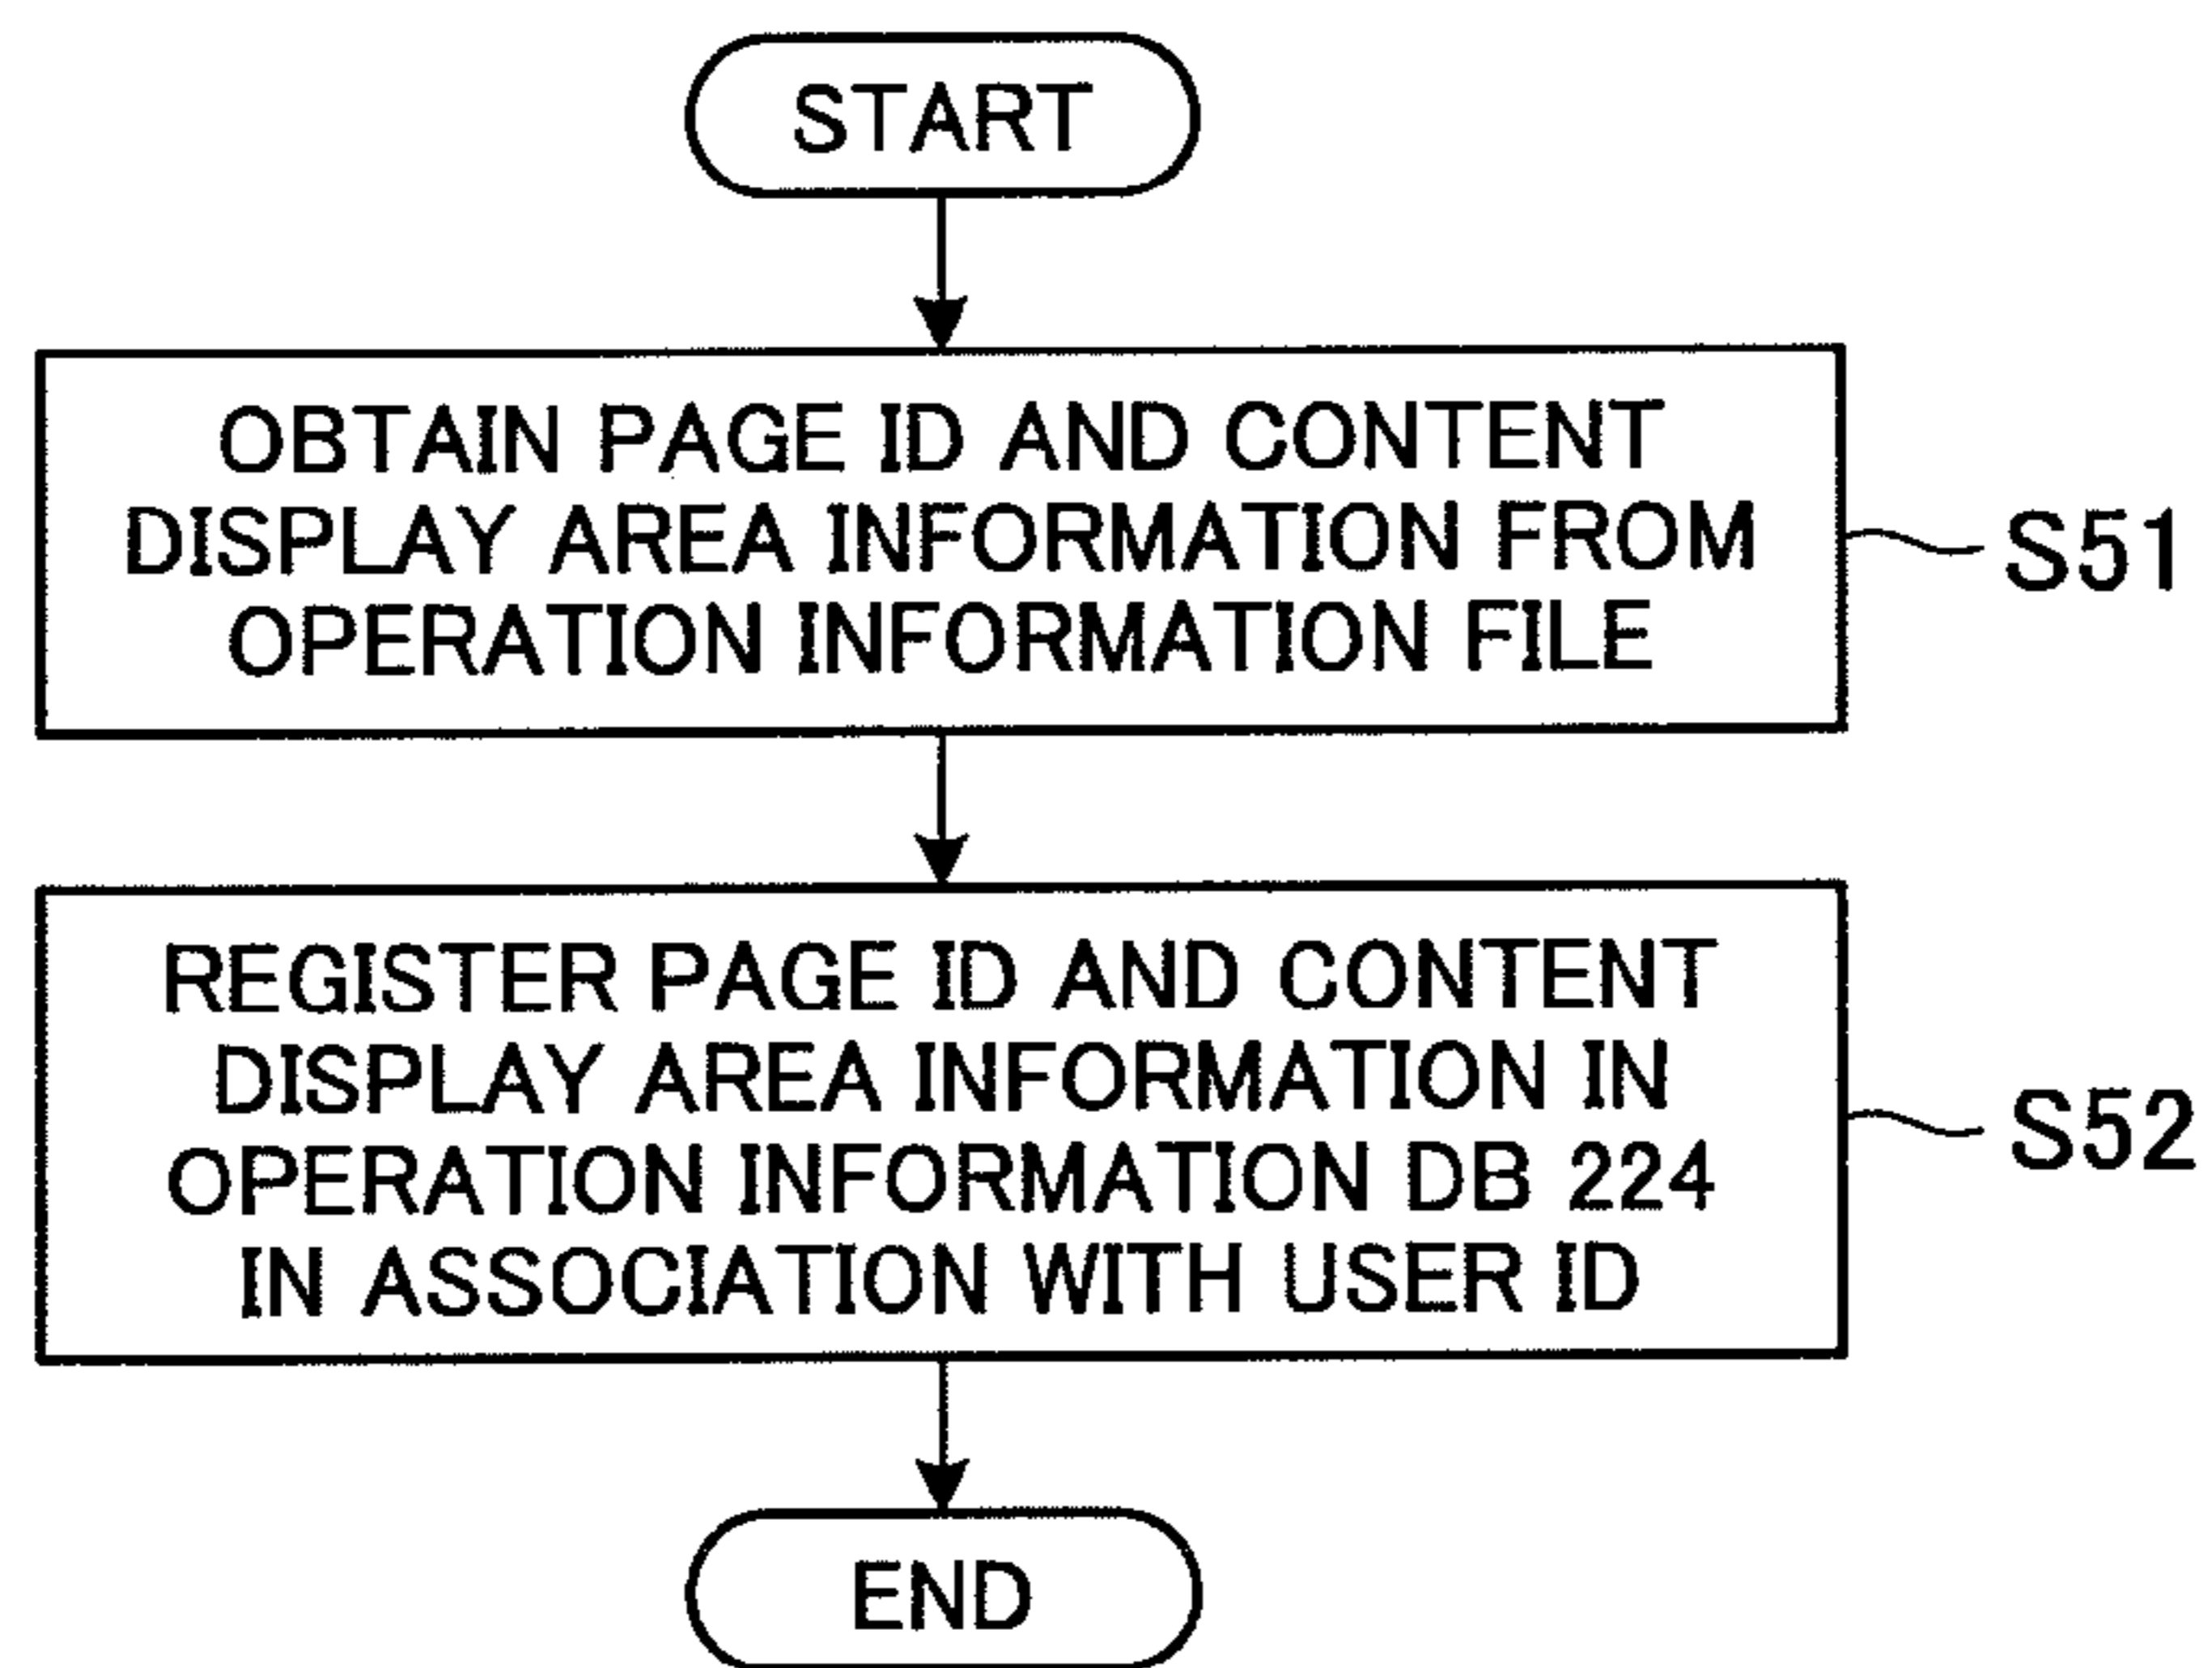 START
OBTAIN PAGE ID AND CONTENT
DISPLAY AREA INFORMATION FROM
OPERATION INFORMATION FILE
S51
REGISTER PAGE ID AND CONTENT
DISPLAY AREA INFORMATION IN
OPERATION INFORMATION DB 224
IN ASSOCIATION WITH USER ID
S52
END